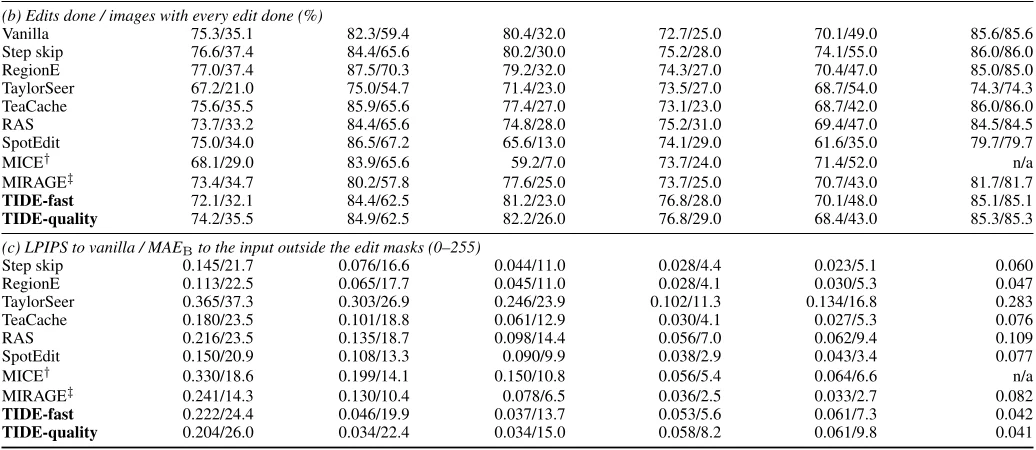 (b) Edits done / images with every edit done (%)
Vanilla 75.3/35.1 82.3/59.4 80.4/32.0 72.7/25.0 70.1/49.0 85.6/85.6
Step skip 76.6/37.4 84.4/65.6 80.2/30.0 75.2/28.0 74.1/55.0 86.0/86.0
RegionE 77.0/37.4 87.5/70.3 79.2/32.0 74.3/27.0 70.4/47.0 85.0/85.0
TaylorSeer 67.2/21.0 75.0/54.7 71.4/23.0 73.5/27.0 68.7/54.0 74.3/74.3
TeaCache 75.6/35.5 85.9/65.6 77.4/27.0 73.1/23.0 68.7/42.0 86.0/86.0
RAS 73.7/33.2 84.4/65.6 74.8/28.0 75.2/31.0 69.4/47.0 84.5/84.5
SpotEdit 75.0/34.0 86.5/67.2 65.6/13.0 74.1/29.0 61.6/35.0 79.7/79.7
MICE† 68.1/29.0 83.9/65.6 59.2/7.0 73.7/24.0 71.4/52.0 n/a
MIRAGE‡ 73.4/34.7 80.2/57.8 77.6/25.0 73.7/25.0 70.7/43.0 81.7/81.7
TIDE-fast 72.1/32.1 84.4/62.5 81.2/23.0 76.8/28.0 70.1/48.0 85.1/85.1
TIDE-quality 74.2/35.5 84.9/62.5 82.2/26.0 76.8/29.0 68.4/43.0 85.3/85.3
(c) LPIPS to vanilla / MAE_B to the input outside the edit masks (0–255)
Step skip 0.145/21.7 0.076/16.6 0.044/11.0 0.028/4.4 0.023/5.1 0.060
RegionE 0.113/22.5 0.065/17.7 0.045/11.0 0.028/4.1 0.030/5.3 0.047
TaylorSeer 0.365/37.3 0.303/26.9 0.246/23.9 0.102/11.3 0.134/16.8 0.283
TeaCache 0.180/23.5 0.101/18.8 0.061/12.9 0.030/4.1 0.027/5.3 0.076
RAS 0.216/23.5 0.135/18.7 0.098/14.4 0.056/7.0 0.062/9.4 0.109
SpotEdit 0.150/20.9 0.108/13.3 0.090/9.9 0.038/2.9 0.043/3.4 0.077
MICE† 0.330/18.6 0.199/14.1 0.150/10.8 0.056/5.4 0.064/6.6 n/a
MIRAGE‡ 0.241/14.3 0.130/10.4 0.078/6.5 0.036/2.5 0.033/2.7 0.082
TIDE-fast 0.222/24.4 0.046/19.9 0.037/13.7 0.053/5.6 0.061/7.3 0.042
TIDE-quality 0.204/26.0 0.034/22.4 0.034/15.0 0.058/8.2 0.061/9.8 0.041